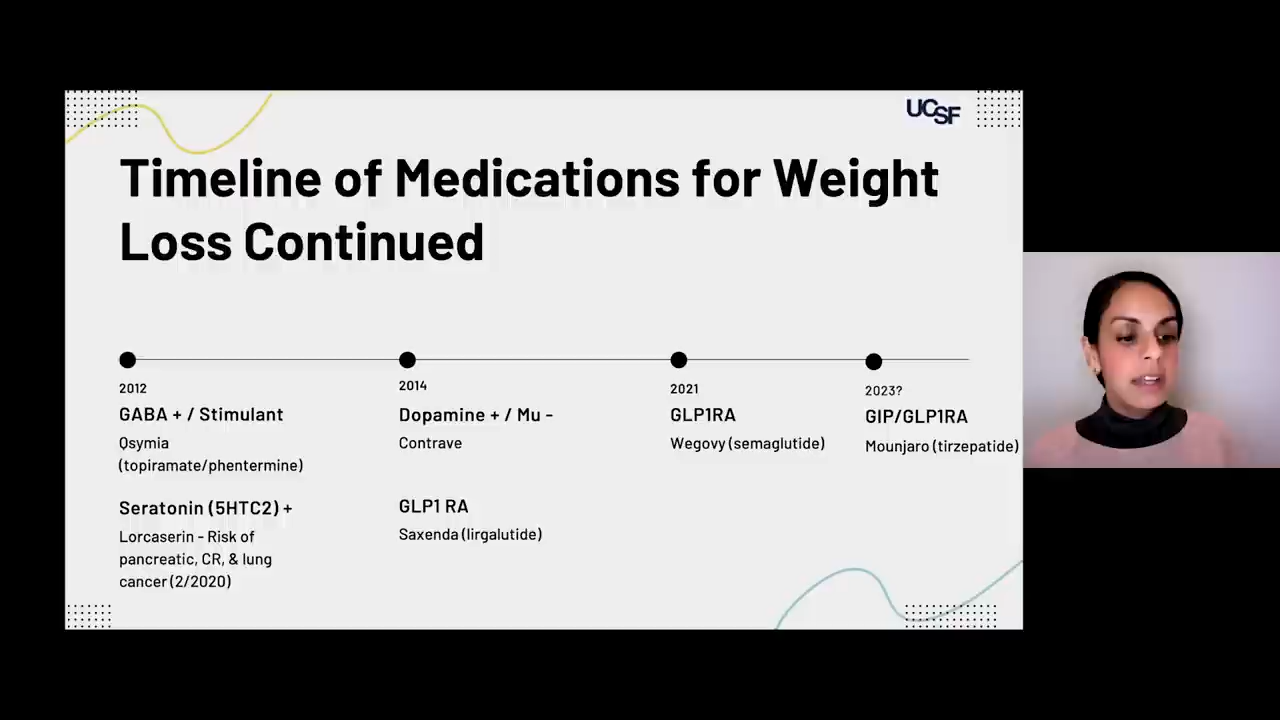 UCSF
Timeline of Medications for Weight
Loss Continued
2012
GABA + / Stimulant
Qsymia
(topiramate/phentermine)
Seratonin (5HTC2) +
Lorcaserin - Risk of
pancreatic, CR, & lung
cancer (2/2020)
2014
Dopamine + / Mu -
Contrave
GLP1 RA
Saxenda (lirgalutide)
2021
GLP1RA
Wegovy (semaglutide)
2023?
GIP/GLP1RA
Mounjaro (tirzepatide)